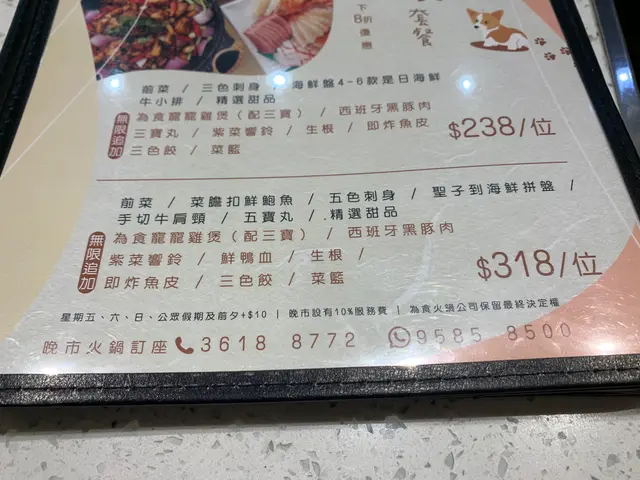 下8折優惠
套餐
前菜 / 三色刺身 / 海鮮盤4-6款是日海鮮
牛小排 / 精選甜品
無限追加
為食寵寵雞煲(配三寶) / 西班牙黑豚肉
三寶丸 / 紫菜響鈴 / 生根 / 即炸魚皮
三色餃 / 菜籃
$238/位
前菜 / 菜膽扣鮮鮑魚 / 五色刺身 / 聖子到海鮮拼盤 /
手切牛肩頸 / 五寶丸 / 精選甜品
無限追加
為食寵寵雞煲(配三寶) / 西班牙黑豚肉
紫菜響鈴 / 鮮鴨血 / 生根 /
即炸魚皮 / 三色餃 / 菜籃
$318/位
星期五、六、日、公眾假期及前夕+$10 | 晚市設有10%服務費 | 為食火鍋公司保留最終決定權
晚市火鍋訂座 3618 8772 9585 8500